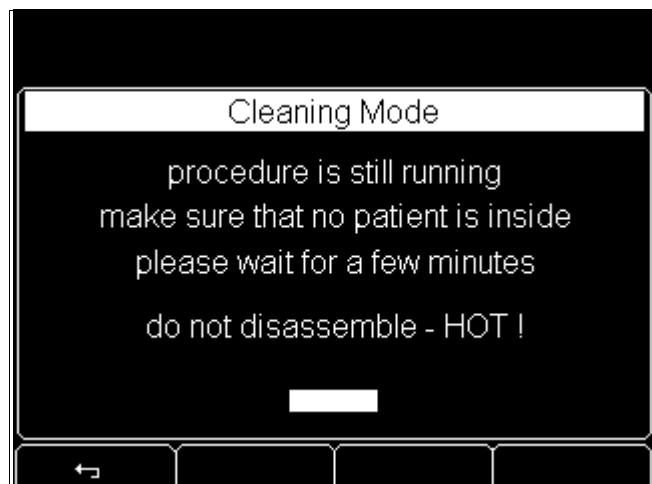 Cleaning Mode
procedure is still running
make sure that no patient is inside
please wait for a few minutes
do not disassemble - HOT !